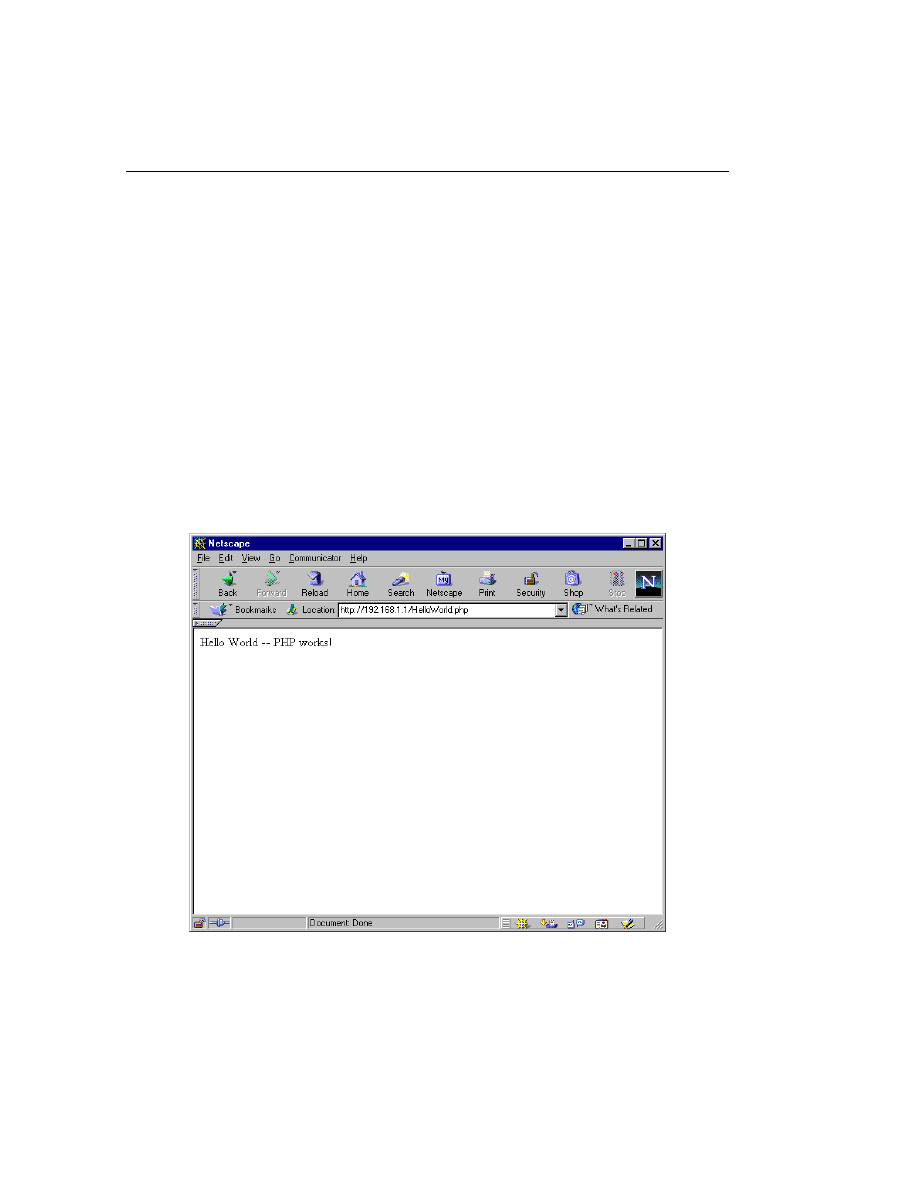 Netscape
File Edit View Go Communicator Help
Back Forward Reload Home Search Netscape Print Security Shop Stop N
My
Bookmarks Location: http://192.168.1.1/HelloWorld.php What's Related
Hello World -- PHP works!
Document: Done